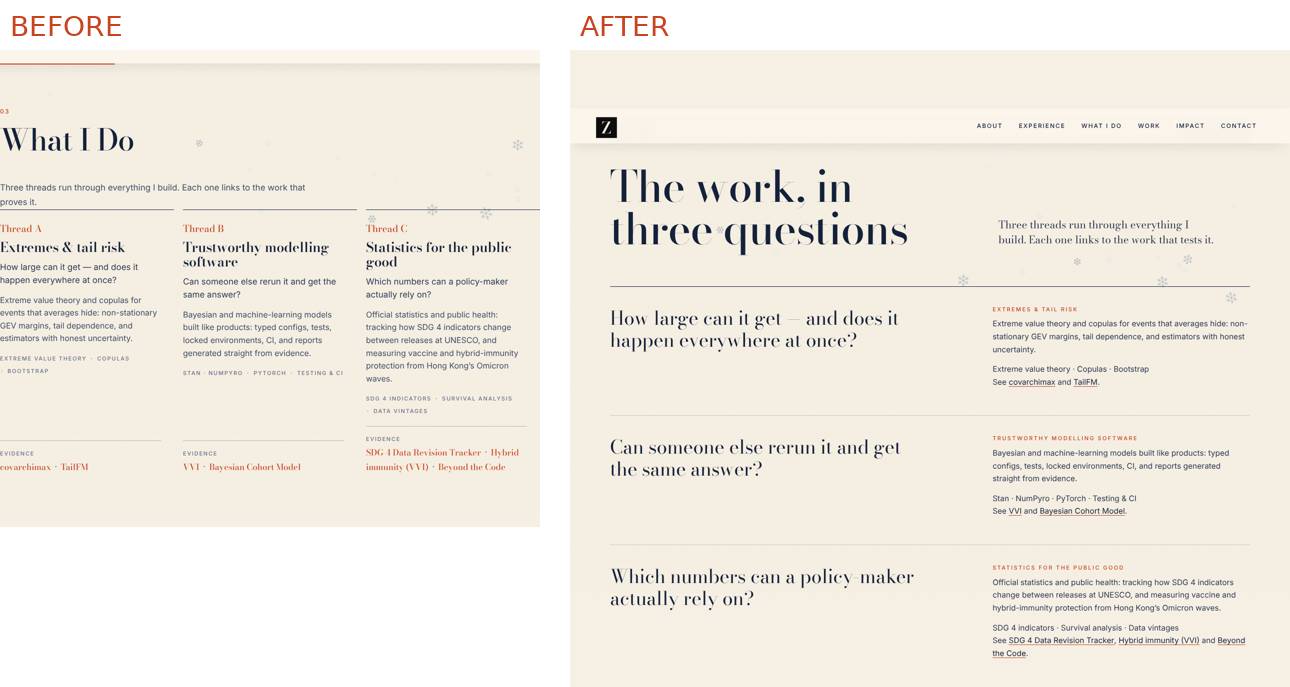 BEFORE
03
What I Do
Three threads run through everything I build. Each one links to the work that
proves it.
Thread A
Extremes & tail risk
How large can it get — and does it
happen everywhere at once?
Extreme value theory and copulas for
events that averages hide: non-stationary
GEV margins, tail dependence, and
estimators with honest uncertainty.
EXTREME VALUE THEORY · COPULAS
· BOOTSTRAP
EVIDENCE
covarchimax · TailFM
Thread B
Trustworthy modelling
software
Can someone else rerun it and get the
same answer?
Bayesian and machine-learning models
built like products: typed configs, tests,
locked environments, CI, and reports
generated straight from evidence.
STAN · NUMPYRO · PYTORCH · TESTING & CI
EVIDENCE
VVI · Bayesian Cohort Model
Thread C
Statistics for the public
good
Which numbers can a policy-maker
actually rely on?
Official statistics and public health:
tracking how SDG 4 indicators change
between releases at UNESCO, and
measuring vaccine and hybrid-immunity
protection from Hong Kong's Omicron
waves.
SDG 4 INDICATORS · SURVIVAL ANALYSIS
· DATA VINTAGES
EVIDENCE
SDG 4 Data Revision Tracker · Hybrid
immunity (VVI) · Beyond the Code
AFTER
Z
ABOUT EXPERIENCE WHAT I DO WORK IMPACT CONTACT
The work, in
three questions
Three threads run through everything I
build. Each one links to the work that tests it.
How large can it get — and does it
happen everywhere at once?
EXTREMES & TAIL RISK
Extreme value theory and copulas for events that averages hide: non-
stationary GEV margins, tail dependence, and estimators with honest
uncertainty.
Extreme value theory · Copulas · Bootstrap
See covarchimax and TailFM.
Can someone else rerun it and get
the same answer?
TRUSTWORTHY MODELLING SOFTWARE
Bayesian and machine-learning models built like products: typed
configs, tests, locked environments, CI, and reports generated
straight from evidence.
Stan · NumPyro · PyTorch · Testing & CI
See VVI and Bayesian Cohort Model.
Which numbers can a policy-maker
actually rely on?
STATISTICS FOR THE PUBLIC GOOD
Official statistics and public health: tracking how SDG 4 indicators
change between releases at UNESCO, and measuring vaccine and
hybrid-immunity protection from Hong Kong's Omicron waves.
SDG 4 indicators · Survival analysis · Data vintages
See SDG 4 Data Revision Tracker, Hybrid immunity (VVI) and Beyond
the Code.